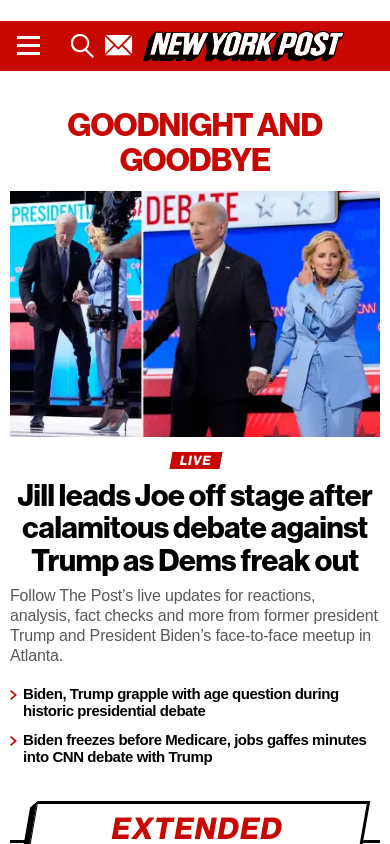 NEW YORK POST
GOODNIGHT AND
GOODBYE
PRESIDENTI
DEBATE
CNN
LIVE
Jill leads Joe off stage after
calamitous debate against
Trump as Dems freak out
Follow The Post’s live updates for reactions,
analysis, fact checks and more from former president
Trump and President Biden’s face-to-face meetup in
Atlanta.
Biden, Trump grapple with age question during
historic presidential debate
Biden freezes before Medicare, jobs gaffes minutes
into CNN debate with Trump
EXTENDED